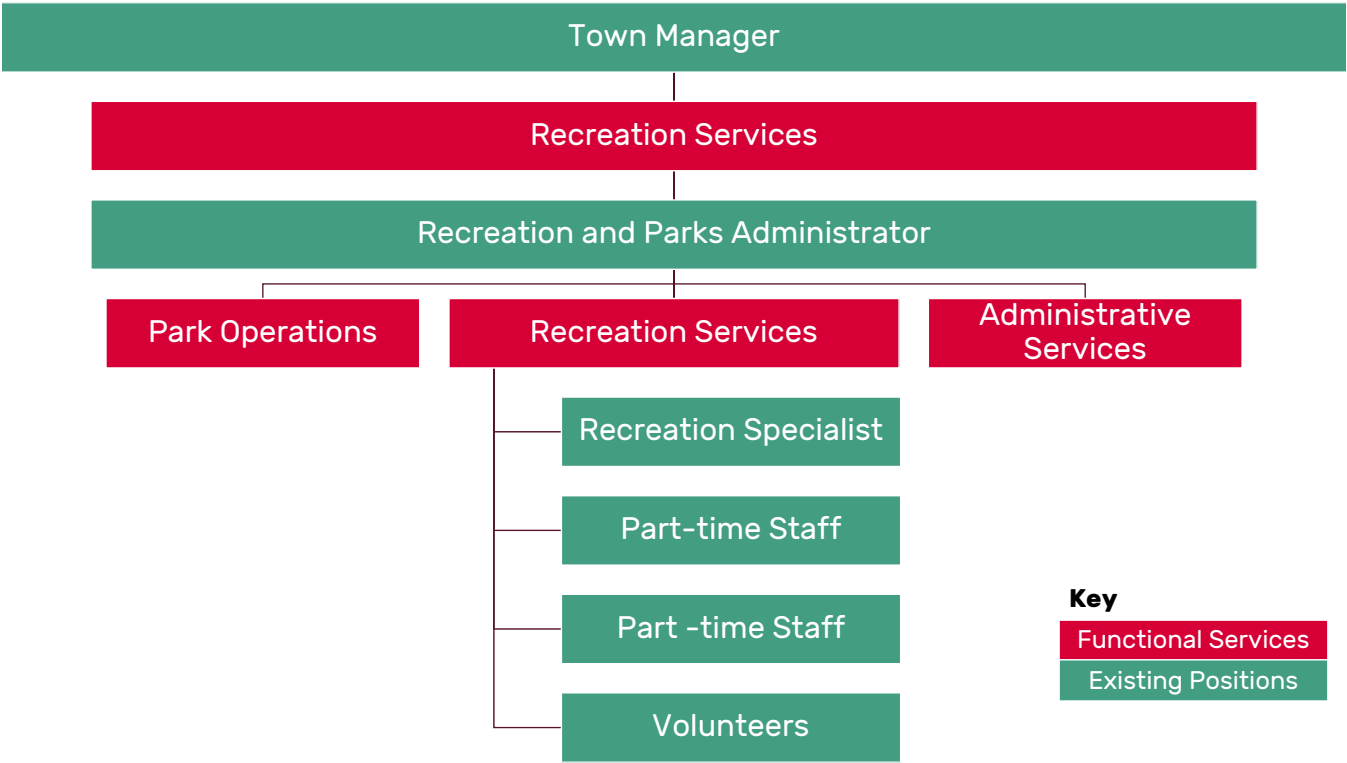 Town Manager
Recreation Services
Recreation and Parks Administrator
Park Operations
Recreation Services
Administrative
Services
Recreation Specialist
Part-time Staff
Part -time Staff
Volunteers
Key
Functional Services
Existing Positions